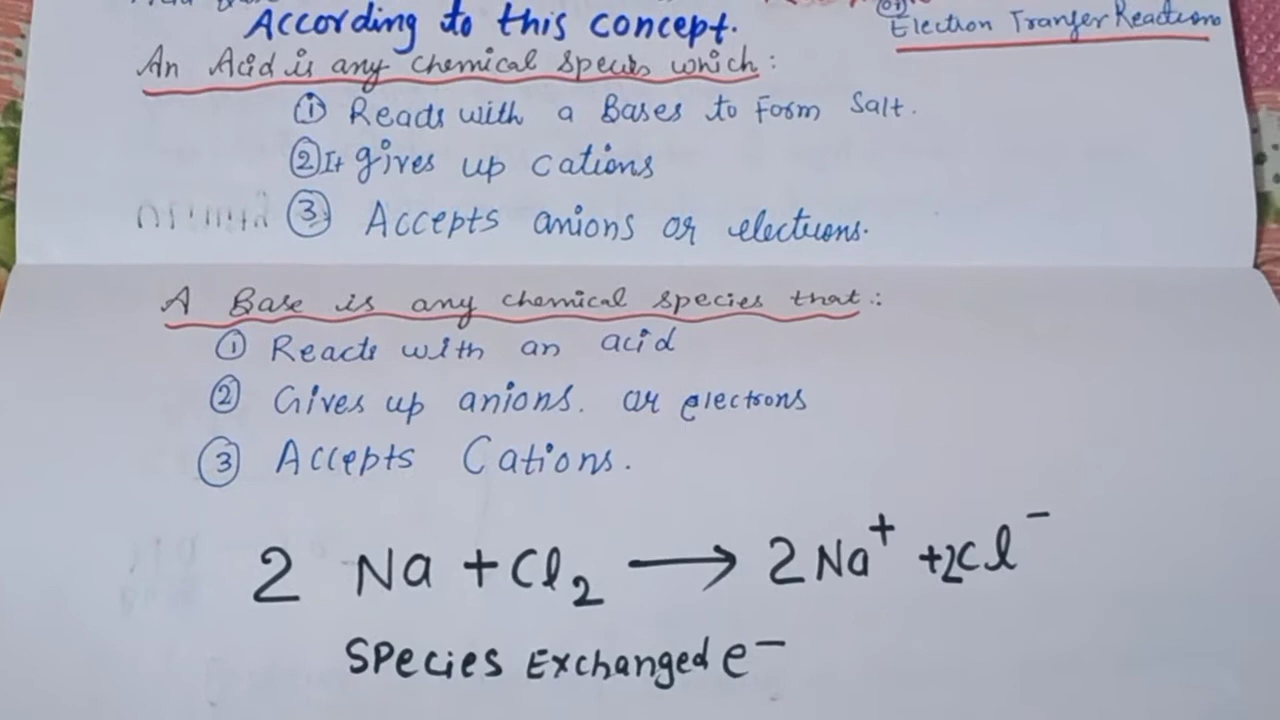 According to this concept.
(or)
Election Tranfer Reactions
An Acid is any chemical species which :
① Reacts with a Bases to Form Salt.
② It gives up cations
③ Accepts anions or electrons.
A Base is any chemical species that :
① Reacts with an acid
② Gives up anions. or electrons
③ Accepts Cations.
2 Na + Cl₂ ⟶ 2 Na⁺ + 2Cl⁻
Species Exchanged e⁻